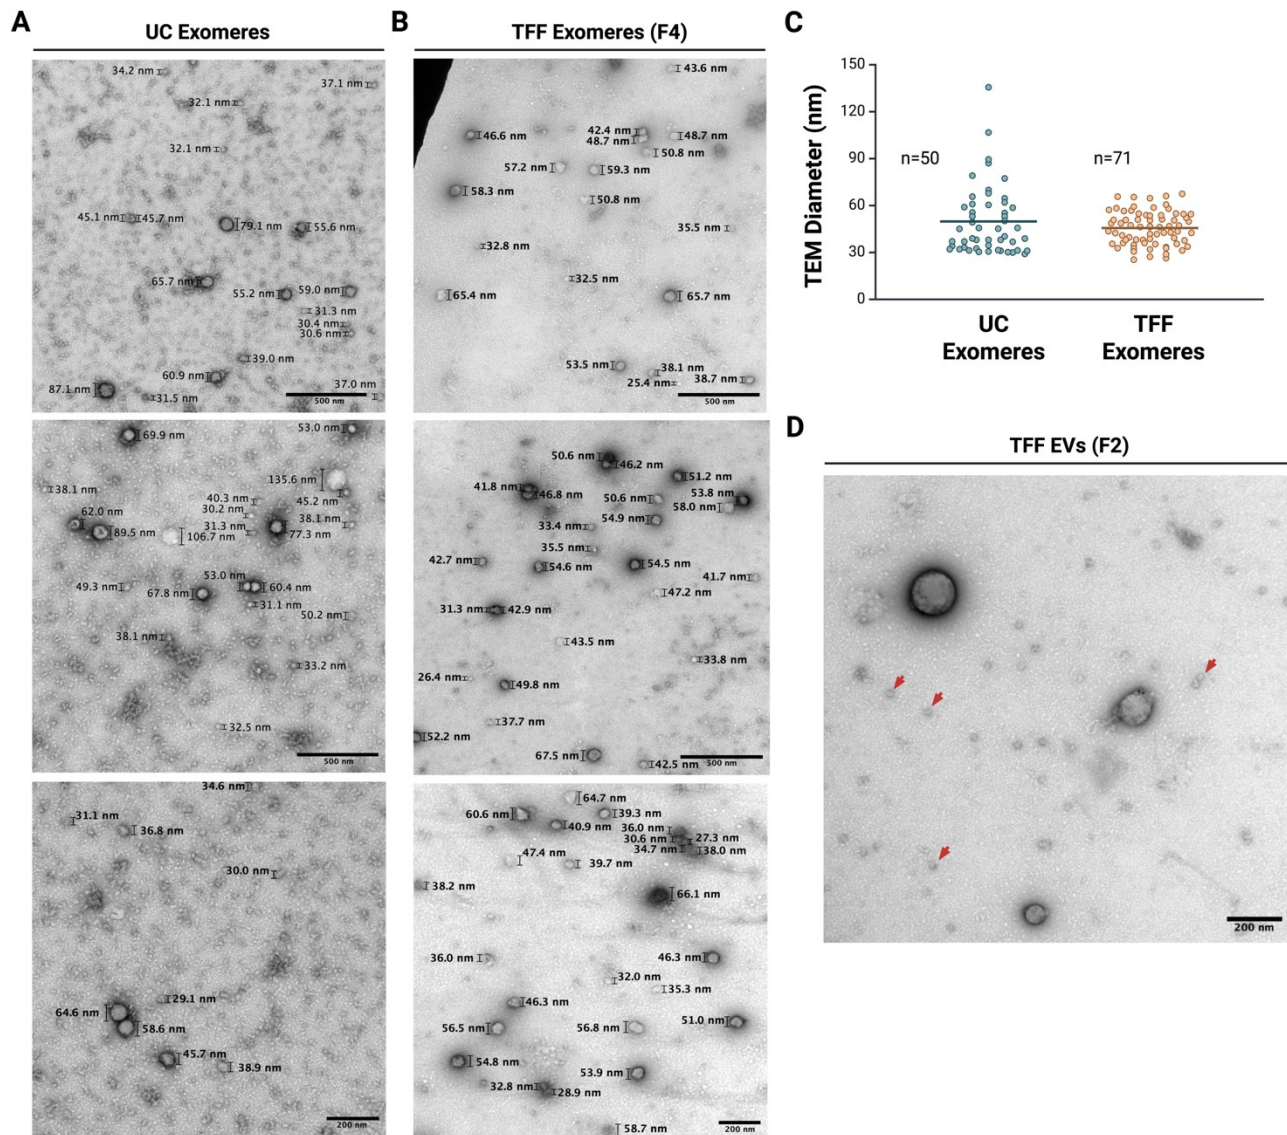 A
UC Exomeres
34.2 nm
37.1 nm
32.1 nm
32.1 nm
45.1 nm
45.7 nm
79.1 nm
55.6 nm
65.7 nm
55.2 nm
59.0 nm
31.3 nm
30.4 nm
30.6 nm
39.0 nm
60.9 nm
87.1 nm
31.5 nm
37.0 nm
500 nm
69.9 nm
53.0 nm
135.6 nm
38.1 nm
40.3 nm
45.2 nm
30.2 nm
62.0 nm
89.5 nm
106.7 nm
31.3 nm
38.1 nm
77.3 nm
49.3 nm
53.0 nm
60.4 nm
67.8 nm
31.1 nm
50.2 nm
38.1 nm
33.2 nm
32.5 nm
500 nm
34.6 nm
31.1 nm
36.8 nm
30.0 nm
29.1 nm
64.6 nm
58.6 nm
45.7 nm
38.9 nm
200 nm
B
TFF Exomeres (F4)
43.6 nm
46.6 nm
42.4 nm
48.7 nm
48.7 nm
50.8 nm
57.2 nm
59.3 nm
58.3 nm
50.8 nm
35.5 nm
32.8 nm
32.5 nm
65.4 nm
65.7 nm
53.5 nm
38.1 nm
25.4 nm
38.7 nm
500 nm
50.6 nm
46.2 nm
51.2 nm
41.8 nm
46.8 nm
50.6 nm
53.8 nm
58.0 nm
54.9 nm
33.4 nm
35.5 nm
42.7 nm
54.6 nm
54.5 nm
41.7 nm
47.2 nm
31.3 nm
42.9 nm
43.5 nm
33.8 nm
26.4 nm
49.8 nm
37.7 nm
52.2 nm
67.5 nm
42.5 nm
500 nm
64.7 nm
60.6 nm
39.3 nm
40.9 nm
36.0 nm
30.6 nm
27.3 nm
34.7 nm
38.0 nm
47.4 nm
39.7 nm
38.2 nm
66.1 nm
36.0 nm
46.3 nm
32.0 nm
35.3 nm
46.3 nm
56.5 nm
56.8 nm
51.0 nm
54.8 nm
53.9 nm
32.8 nm
28.9 nm
58.7 nm
200 nm
C
TEM Diameter (nm)
150
120
90
60
30
0
n=50
n=71
UC
Exomeres
TFF
Exomeres
D
TFF EVs (F2)
200 nm